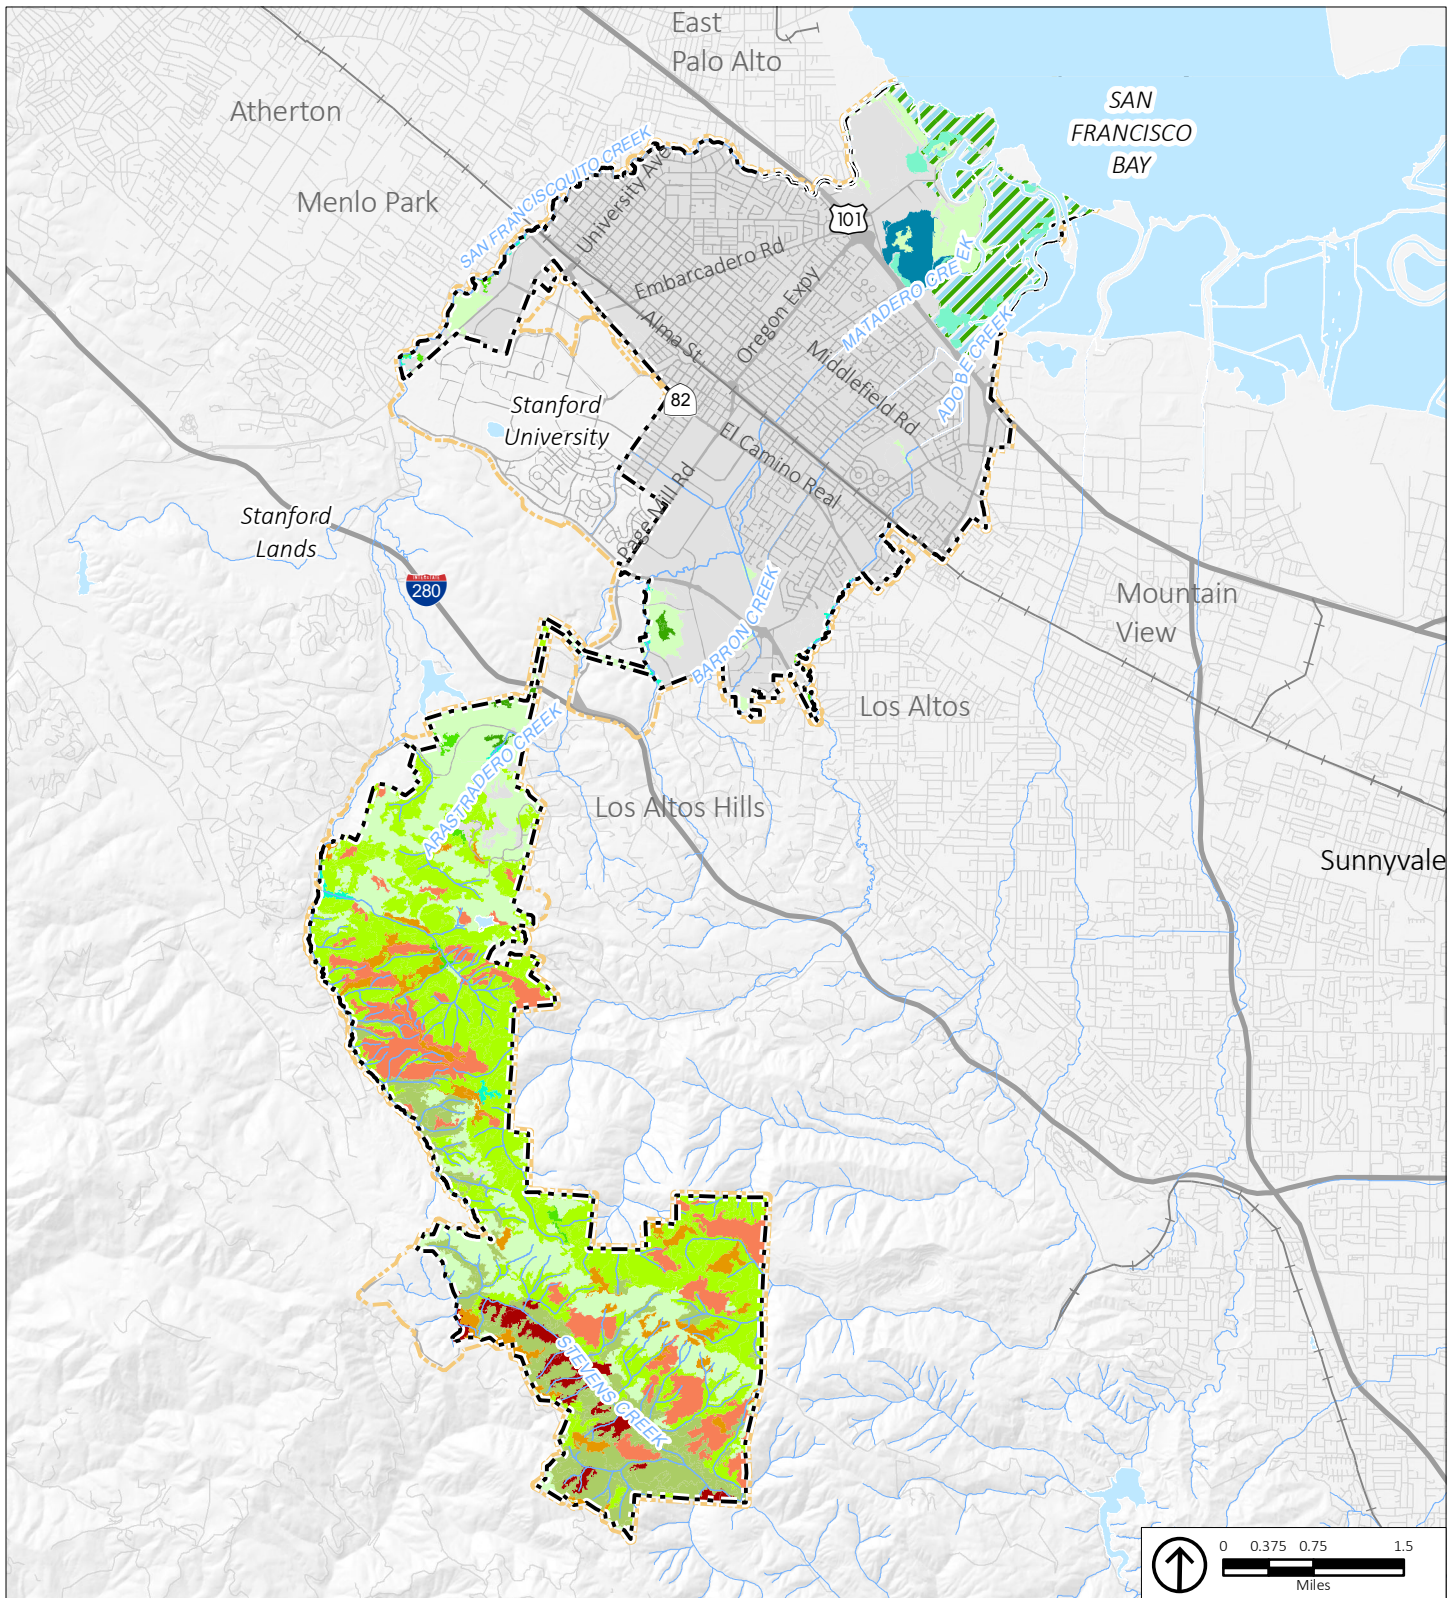 East
Palo Alto
Atherton
SAN
FRANCISCO
BAY
Menlo Park
SAN FRANCISQUITO CREEK
University Ave
101
Embarcadero Rd
Oregon Expy
MATADERO CREEK
Alma St
Middlefield Rd
ADOBE CREEK
82
Stanford
University
El Camino Real
Page Mill Rd
Stanford
Lands
INTERSTATE
280
Mountain
View
BARRON CREEK
Los Altos
ARASTRADERO CREEK
Los Altos Hills
Sunnyvale
STEVENS CREEK
0 0.375 0.75 1.5
Miles